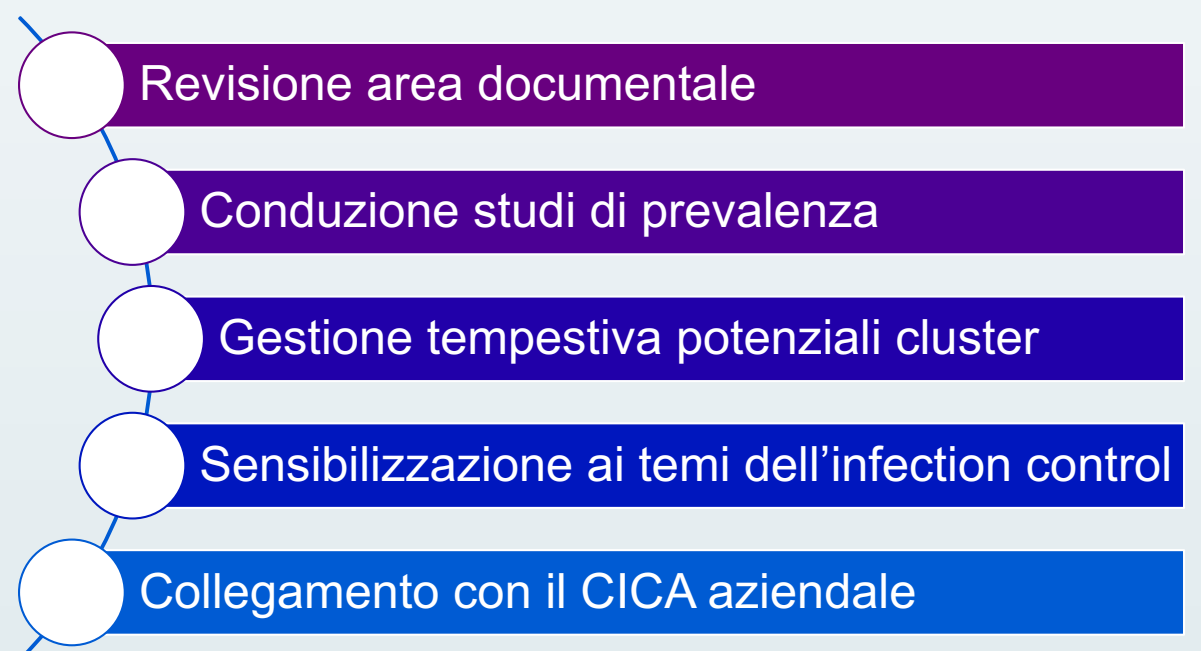 Revisione area documentale
Conduzione studi di prevalenza
Gestione tempestiva potenziali cluster
Sensibilizzazione ai temi dell’infection control
Collegamento con il CICA aziendale